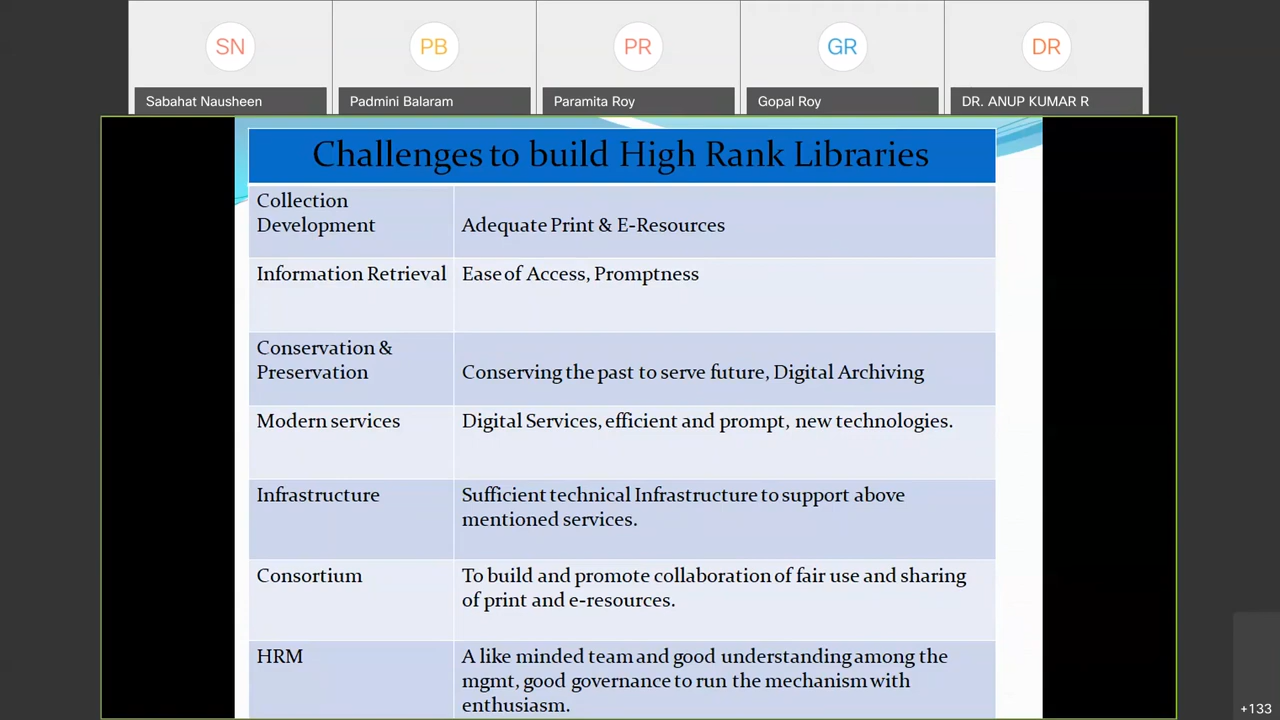 SN
PB
PR
GR
DR
Sabahat Nausheen
Padmini Balaram
Paramita Roy
Gopal Roy
DR. ANUP KUMAR R
Challenges to build High Rank Libraries
Collection
Development
Adequate Print & E-Resources
Information Retrieval
Ease of Access, Promptness
Conservation &
Preservation
Conserving the past to serve future, Digital Archiving
Modern services
Digital Services, efficient and prompt, new technologies.
Infrastructure
Sufficient technical Infrastructure to support above
mentioned services.
Consortium
To build and promote collaboration of fair use and sharing
of print and e-resources.
HRM
A like minded team and good understanding among the
mgmt, good governance to run the mechanism with
enthusiasm.
+133